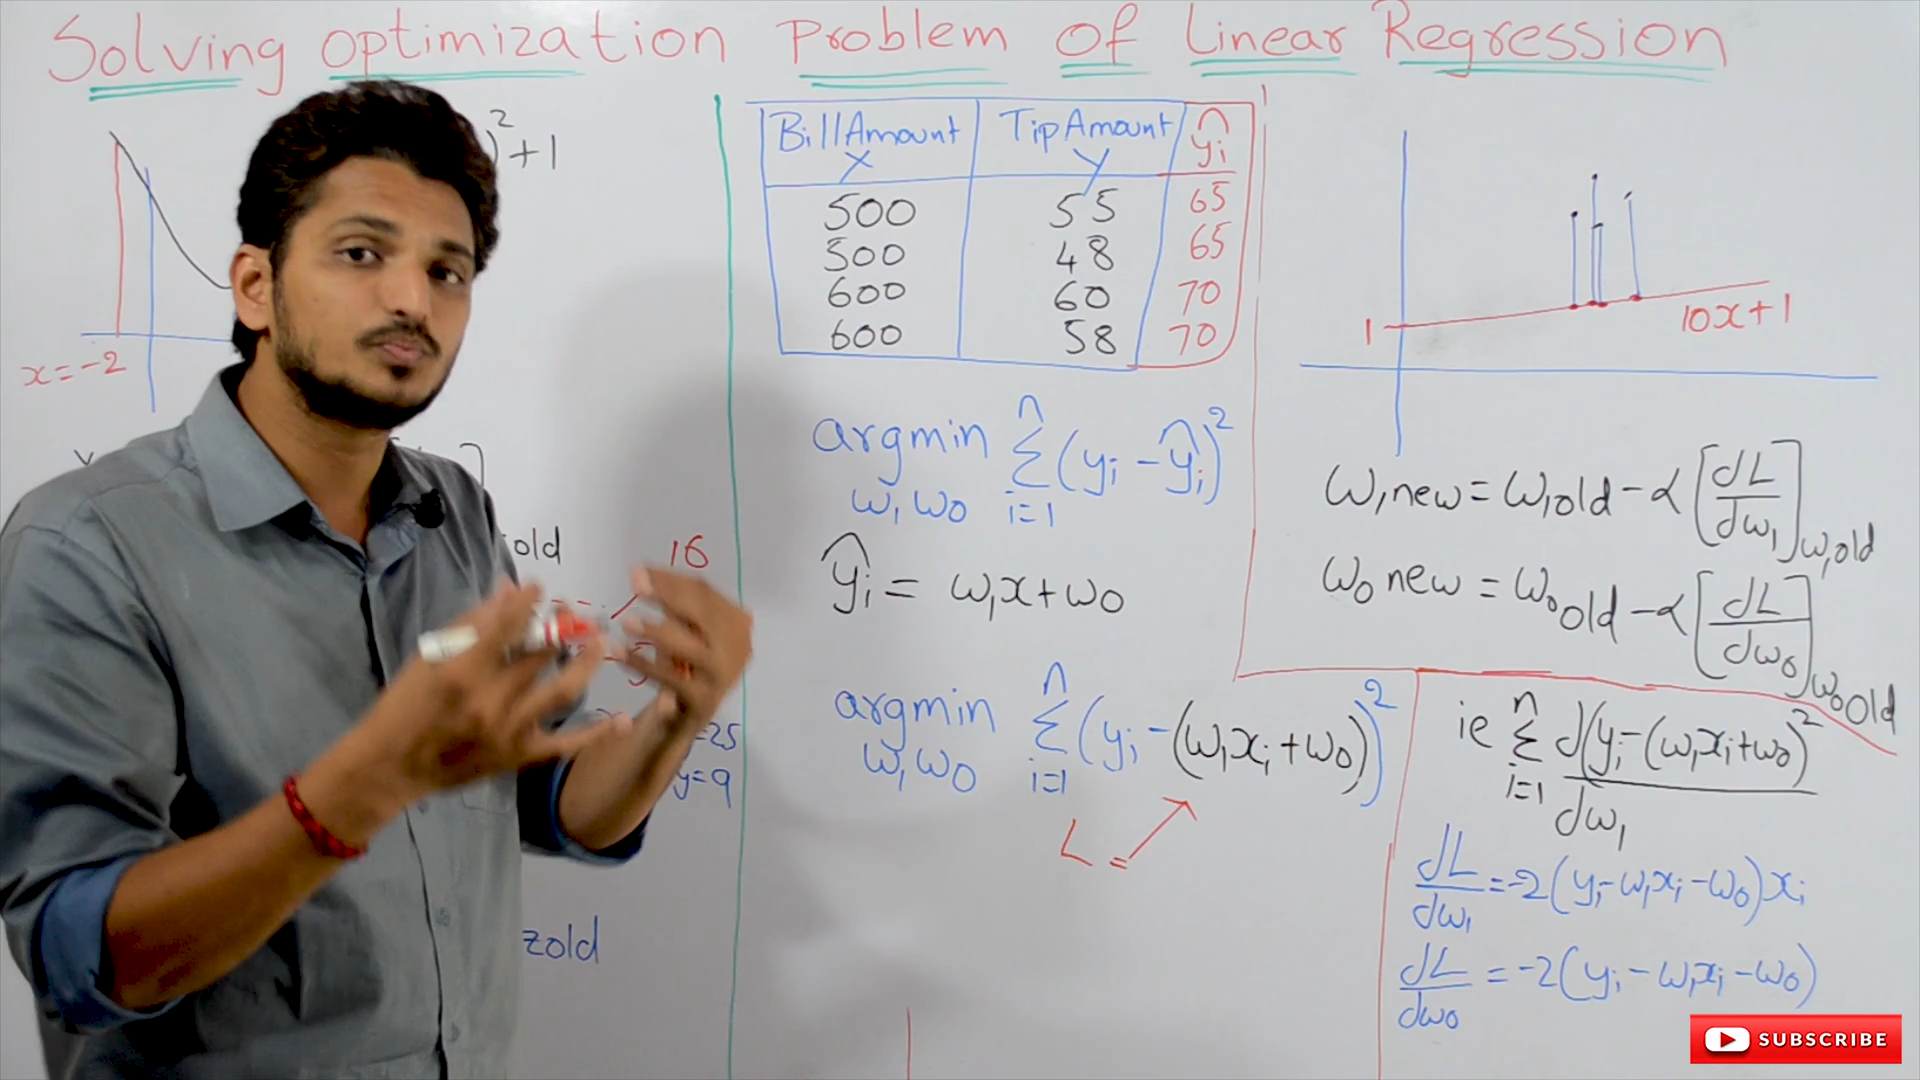 Solving optimization Problem Of Linear Regression
)²+1
x=-2
]
old
16
=25
y=9
zold
BillAmount TipAmount ŷi
X Y
500 55 65
500 48 65
600 60 70
600 58 70
argmin n Σ (yi - ŷi)²
w1 w0 i=1
ŷi = w1x+w0
argmin n Σ (yi - (w1xi + w0))²
w1 w0 i=1
L =
1
10x+1
w1new = w1old - α [dL/dw1]w1old
w0 new = w0old - α [dL/dw0]w0old
ie n Σ i=1 d(yi - (w1xi+w0)²
dw1
dL/dw1 = -2(yi - w1xi - w0)xi
dL/dw0 = -2(yi - w1xi - w0)
SUBSCRIBE